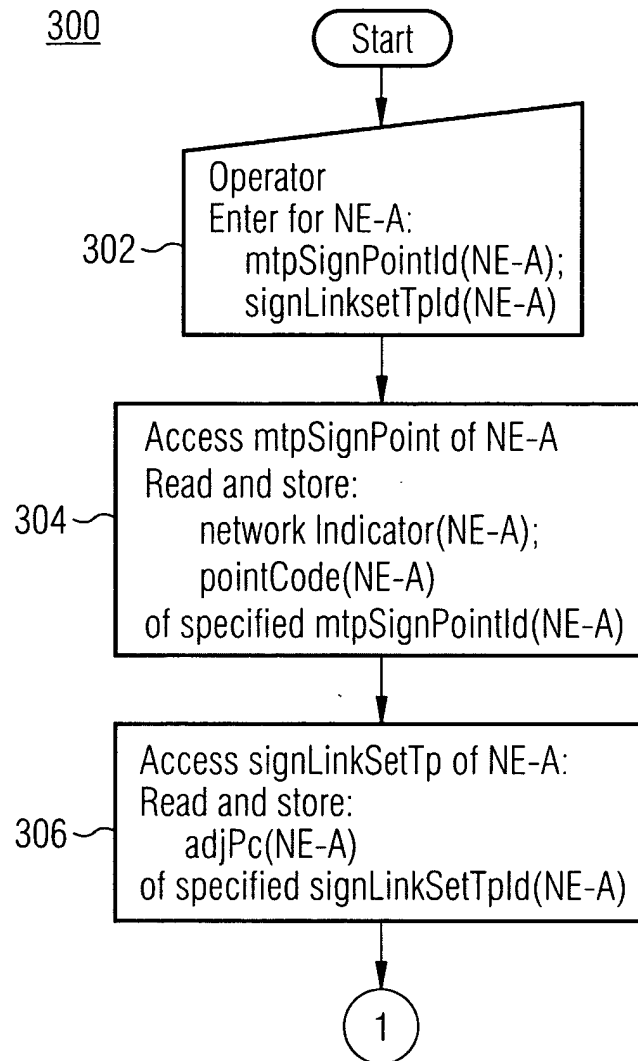 300
Start
Operator
Enter for NE-A:
mtpSignPointId(NE-A);
signLinksetTpId(NE-A)
302
Access mtpSignPoint of NE-A
Read and store:
network Indicator(NE-A);
pointCode(NE-A)
of specified mtpSignPointId(NE-A)
304
Access signLinkSetTp of NE-A:
Read and store:
adjPc(NE-A)
of specified signLinkSetTpId(NE-A)
306
1